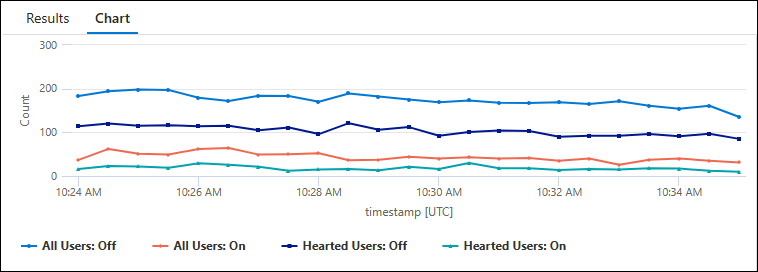 Results Chart
300
200
100
0
Count
10:24 AM 10:26 AM 10:28 AM 10:30 AM 10:32 AM 10:34 AM
timestamp [UTC]
All Users: Off All Users: On Hearted Users: Off Hearted Users: On